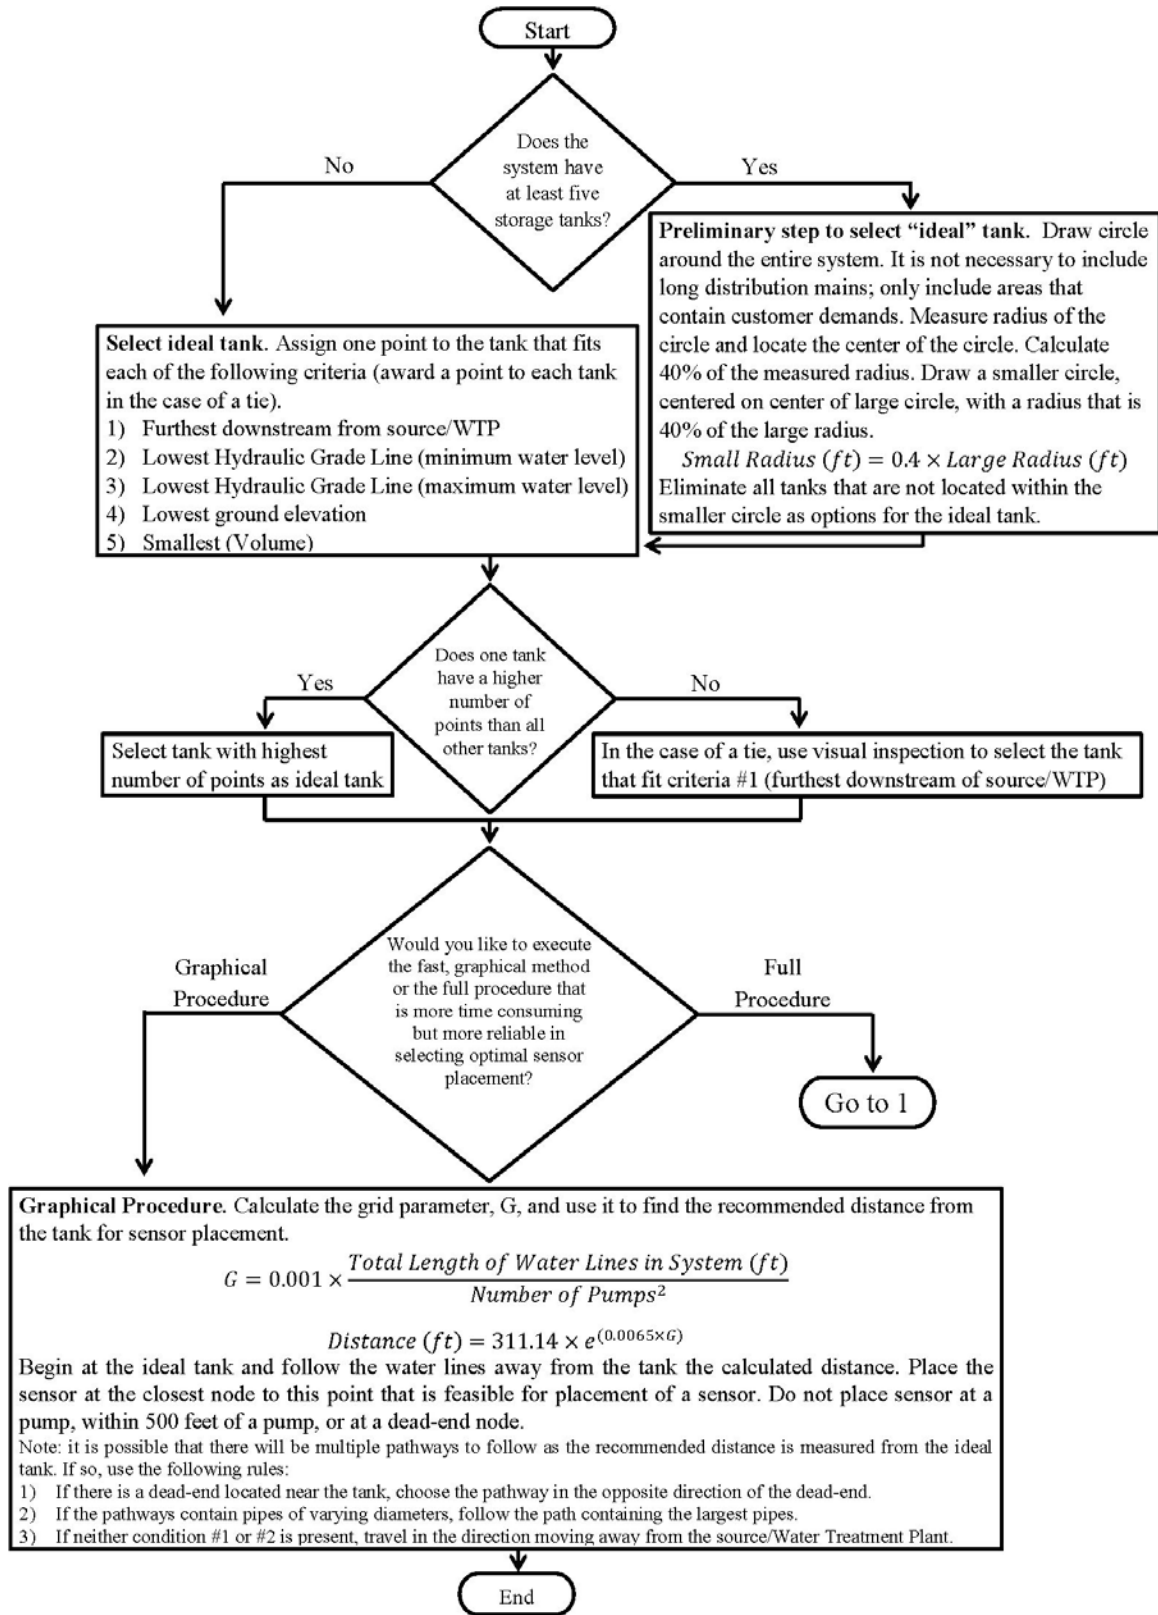 Start
Does the
system have
at least five
storage tanks?
No
Yes
Preliminary step to select “ideal” tank. Draw circle
around the entire system. It is not necessary to include
long distribution mains; only include areas that
contain customer demands. Measure radius of the
circle and locate the center of the circle. Calculate
40% of the measured radius. Draw a smaller circle,
centered on center of large circle, with a radius that is
40% of the large radius.
Small Radius (ft) = 0.4 × Large Radius (ft)
Eliminate all tanks that are not located within the
smaller circle as options for the ideal tank.
Select ideal tank. Assign one point to the tank that fits
each of the following criteria (award a point to each tank
in the case of a tie).
1) Furthest downstream from source/WTP
2) Lowest Hydraulic Grade Line (minimum water level)
3) Lowest Hydraulic Grade Line (maximum water level)
4) Lowest ground elevation
5) Smallest (Volume)
Does one tank
have a higher
number of
points than all
other tanks?
Yes
No
Select tank with highest
number of points as ideal tank
In the case of a tie, use visual inspection to select the tank
that fit criteria #1 (furthest downstream of source/WTP)
Would you like to execute
the fast, graphical method
or the full procedure that
is more time consuming
but more reliable in
selecting optimal sensor
placement?
Graphical
Procedure
Full
Procedure
Go to 1
Graphical Procedure. Calculate the grid parameter, G, and use it to find the recommended distance from
the tank for sensor placement.
G = 0.001 × Total Length of Water Lines in System (ft) / Number of Pumps²
Distance (ft) = 311.14 × e^(0.0065×G)
Begin at the ideal tank and follow the water lines away from the tank the calculated distance. Place the
sensor at the closest node to this point that is feasible for placement of a sensor. Do not place sensor at a
pump, within 500 feet of a pump, or at a dead-end node.
Note: it is possible that there will be multiple pathways to follow as the recommended distance is measured from the ideal
tank. If so, use the following rules:
1) If there is a dead-end located near the tank, choose the pathway in the opposite direction of the dead-end.
2) If the pathways contain pipes of varying diameters, follow the path containing the largest pipes.
3) If neither condition #1 or #2 is present, travel in the direction moving away from the source/Water Treatment Plant.
End